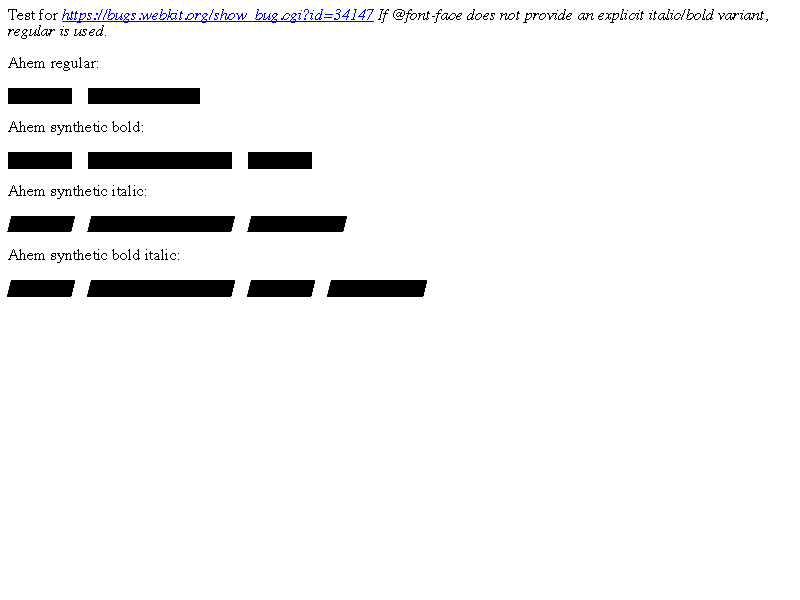 Test for https://bugs.webkit.org/show_bug.cgi?id=34147 If @font-face does not provide an explicit italic/bold variant,
regular is used.
Ahem regular:
Ahem synthetic bold:
Ahem synthetic italic:
Ahem synthetic bold italic: